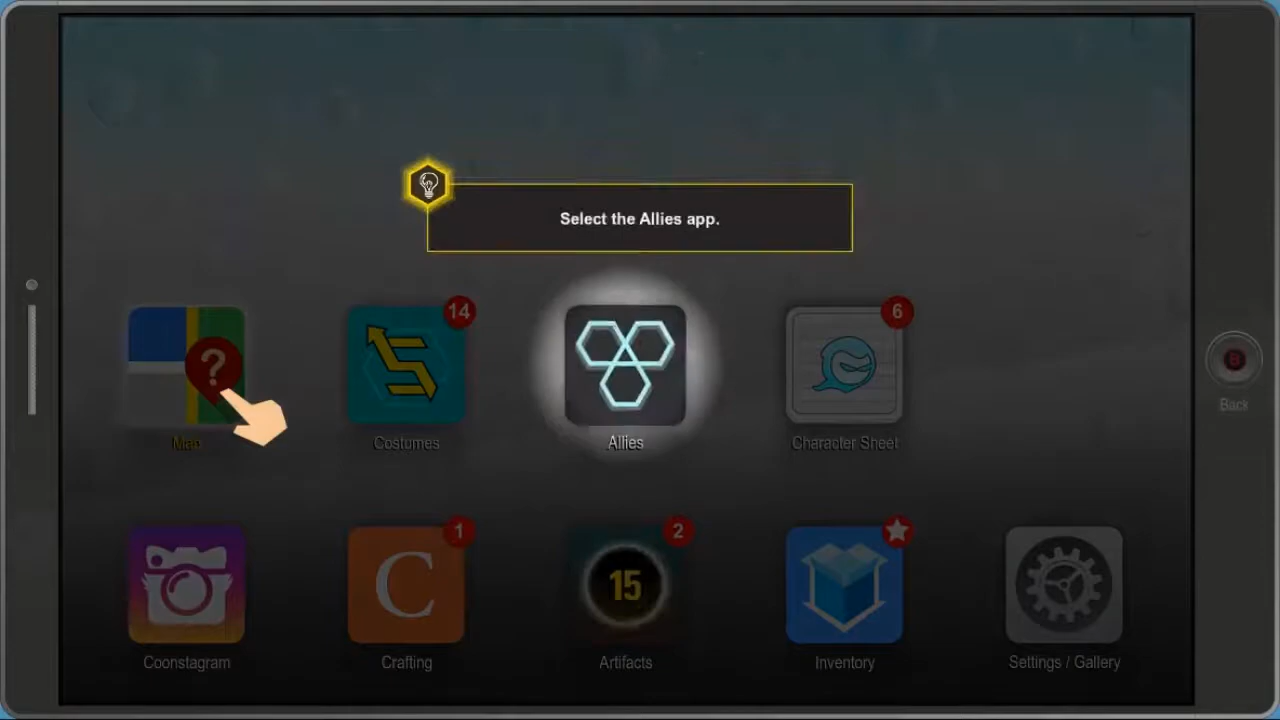 Select the Allies app.
?
14
6
B
Map
Costumes
Allies
Character Sheet
Back
1
2
C
15
Coonstagram
Crafting
Artifacts
Inventory
Settings / Gallery